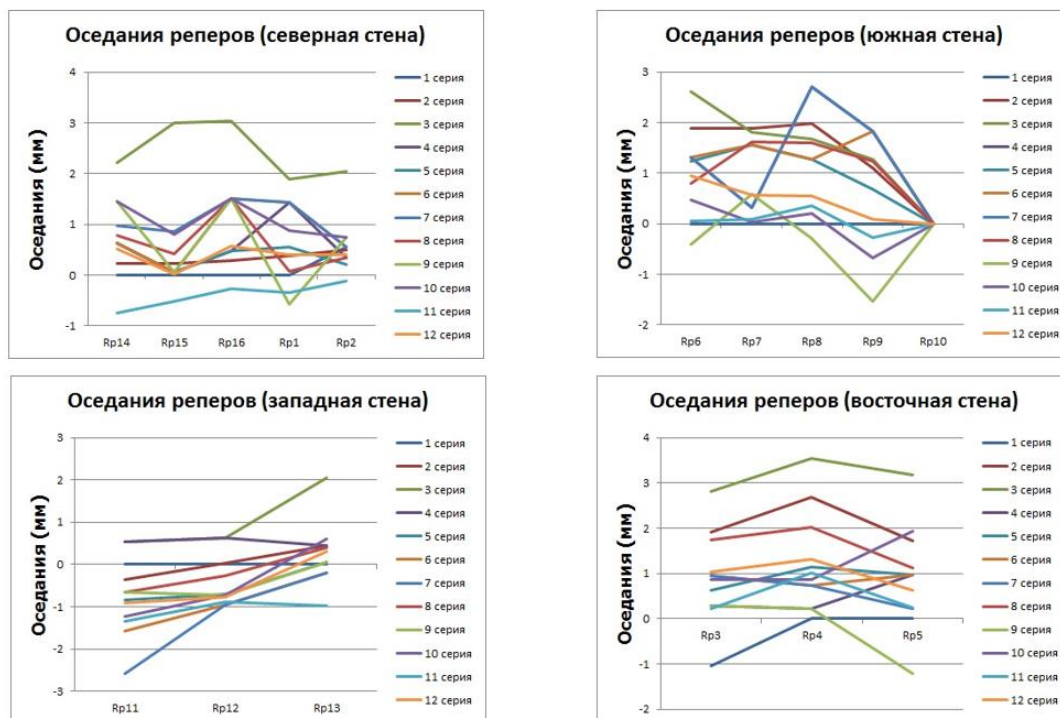 Оседания реперов (северная стена)
Оседания (мм)
4
3
2
1
0
-1
Rp14 Rp15 Rp16 Rp1 Rp2
1 серия
2 серия
3 серия
4 серия
5 серия
6 серия
7 серия
8 серия
9 серия
10 серия
11 серия
12 серия
Оседания реперов (южная стена)
Оседания (мм)
3
2
1
0
-1
-2
Rp6 Rp7 Rp8 Rp9 Rp10
1 серия
2 серия
3 серия
4 серия
5 серия
6 серия
7 серия
8 серия
9 серия
10 серия
11 серия
12 серия
Оседания реперов (западная стена)
Оседания (мм)
3
2
1
0
-1
-2
-3
Rp11 Rp12 Rp13
1 серия
2 серия
3 серия
4 серия
5 серия
6 серия
7 серия
8 серия
9 серия
10 серия
11 серия
12 серия
Оседания реперов (восточная стена)
Оседания (мм)
4
3
2
1
0
-1
-2
Rp3 Rp4 Rp5
1 серия
2 серия
3 серия
4 серия
5 серия
6 серия
7 серия
8 серия
9 серия
10 серия
11 серия
12 серия